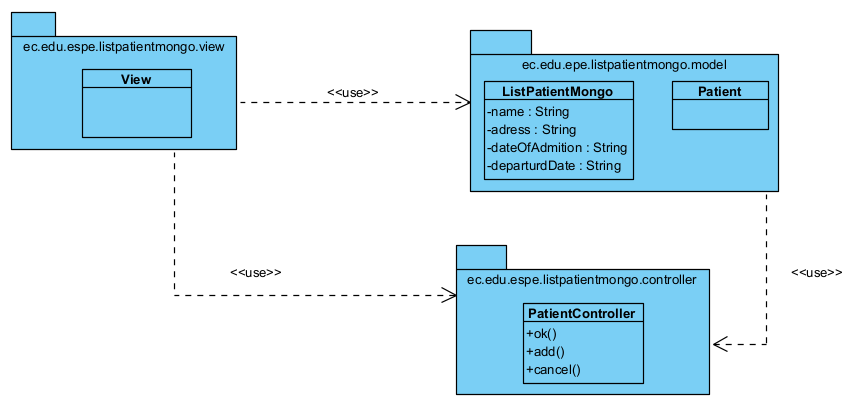 ec.edu.espe.listpatientmongo.view
View
<<use>>
ec.edu.epe.listpatientmongo.model
ListPatientMongo
-name : String
-adress : String
-dateOfAdmition : String
-departurdDate : String
Patient
<<use>>
<<use>>
ec.edu.espe.listpatientmongo.controller
PatientController
+ok()
+add()
+cancel()